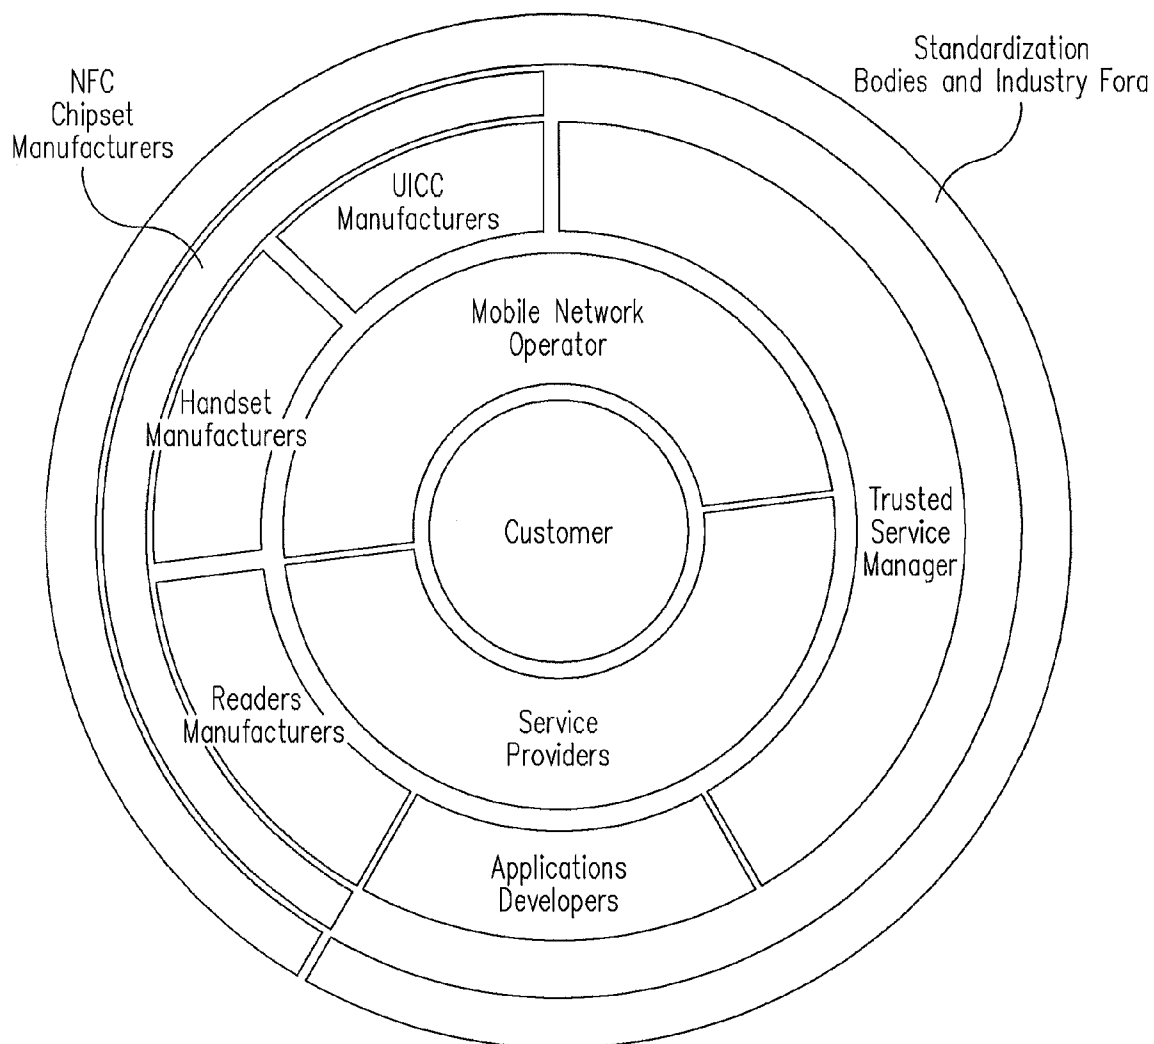 Standardization
Bodies and Industry Fora
NFC
Chipset
Manufacturers
UICC
Manufacturers
Mobile Network
Operator
Handset
Manufacturers
Customer
Trusted
Service
Manager
Readers
Manufacturers
Service
Providers
Applications
Developers